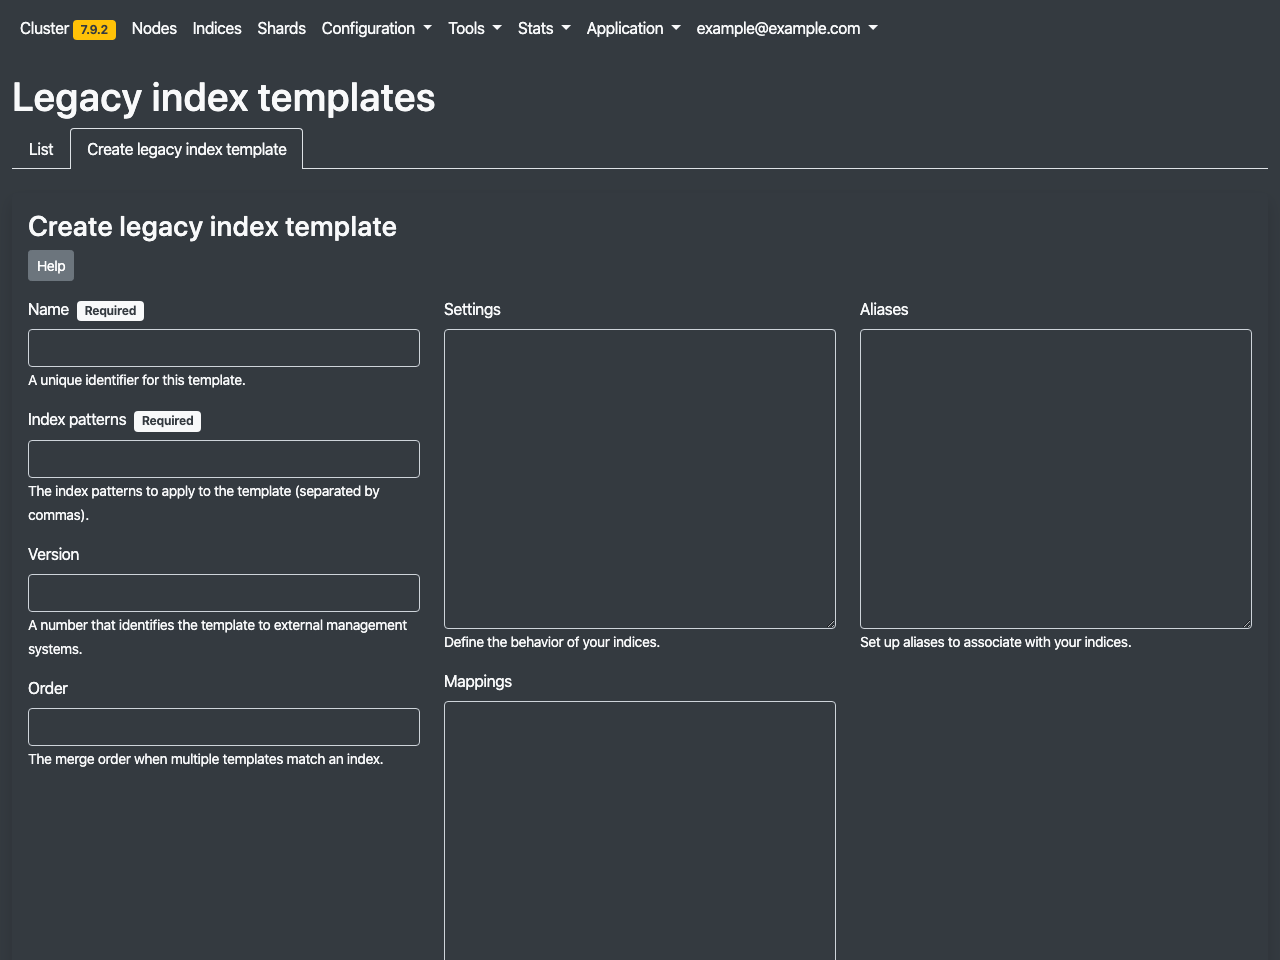 Cluster 7.9.2 Nodes Indices Shards Configuration Tools Stats Application example@example.com
Legacy index templates
List Create legacy index template
Create legacy index template
Help
Name Required
A unique identifier for this template.
Index patterns Required
The index patterns to apply to the template (separated by
commas).
Version
A number that identifies the template to external management
systems.
Order
The merge order when multiple templates match an index.
Settings
Define the behavior of your indices.
Mappings
Aliases
Set up aliases to associate with your indices.